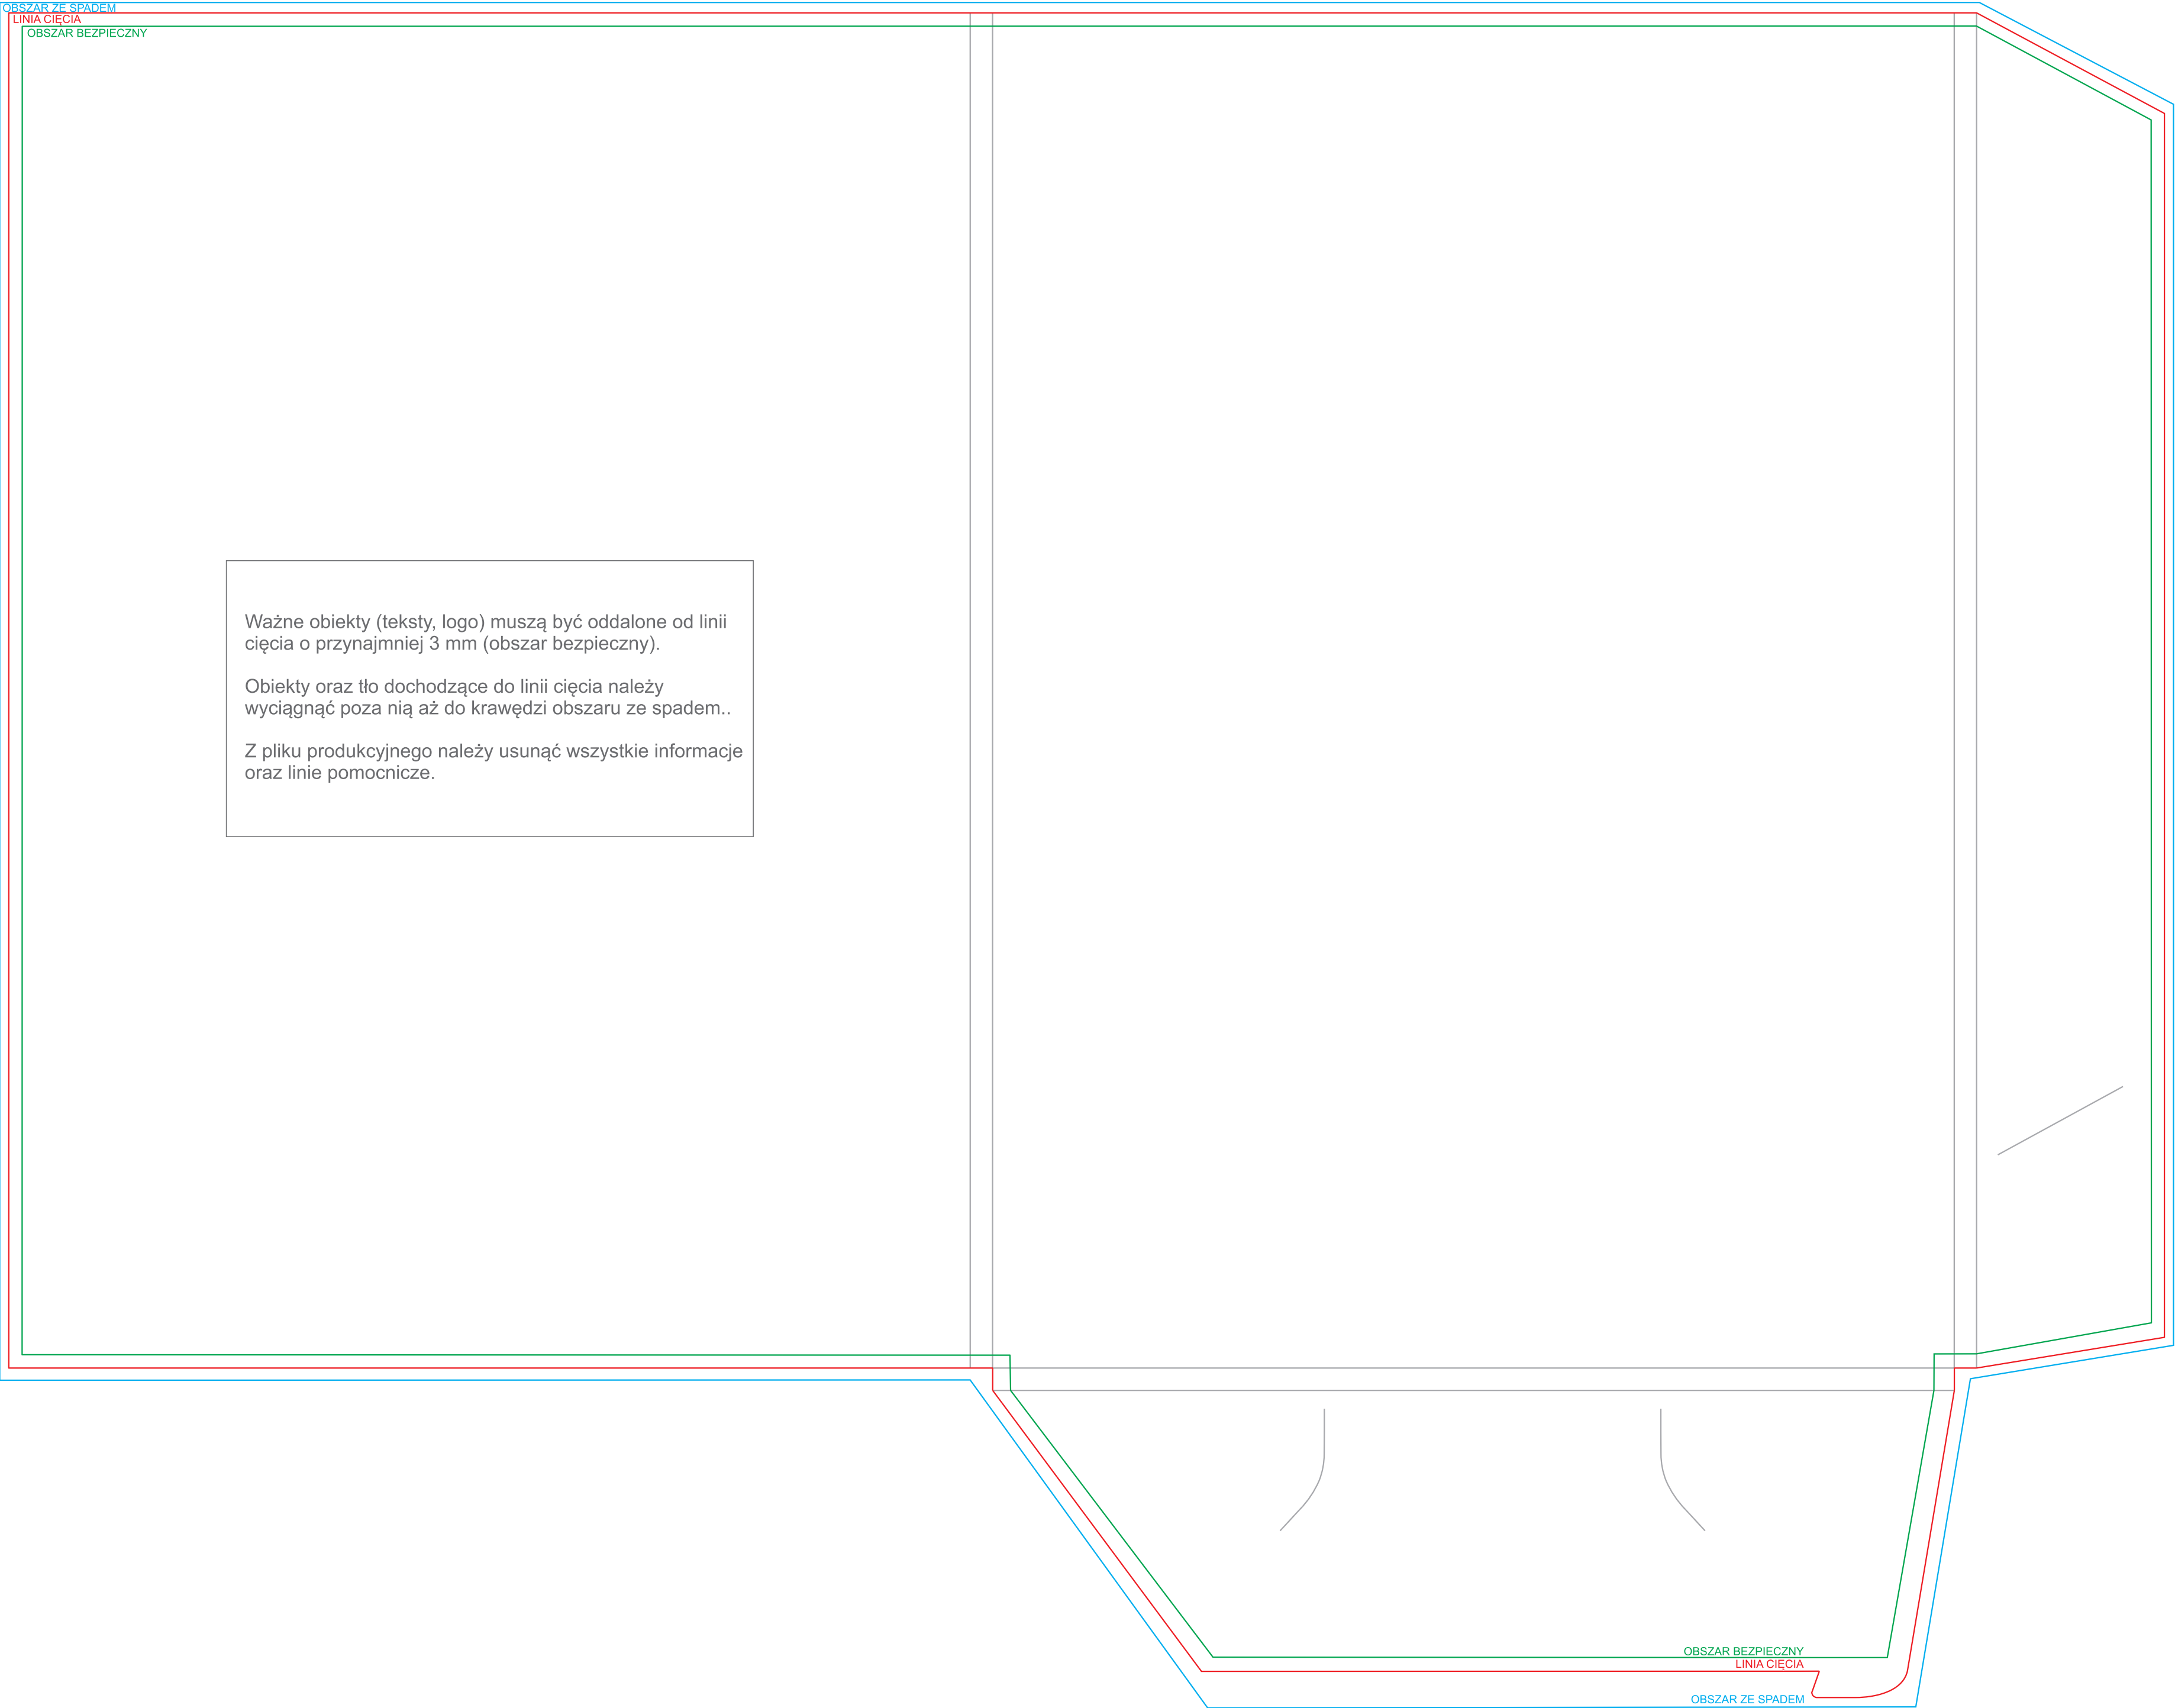 OBSZAR ZE SPADEM
LINIA CIĘCIA
OBSZAR BEZPIECZNY
Ważne obiekty (teksty, logo) muszą być oddalone od linii
cięcia o przynajmniej 3 mm (obszar bezpieczny).
Obiekty oraz tło dochodzące do linii cięcia należy
wyciągnąć poza nią aż do krawędzi obszaru ze spadem..
Z pliku produkcyjnego należy usunąć wszystkie informacje
oraz linie pomocnicze.
OBSZAR BEZPIECZNY
LINIA CIĘCIA
OBSZAR ZE SPADEM